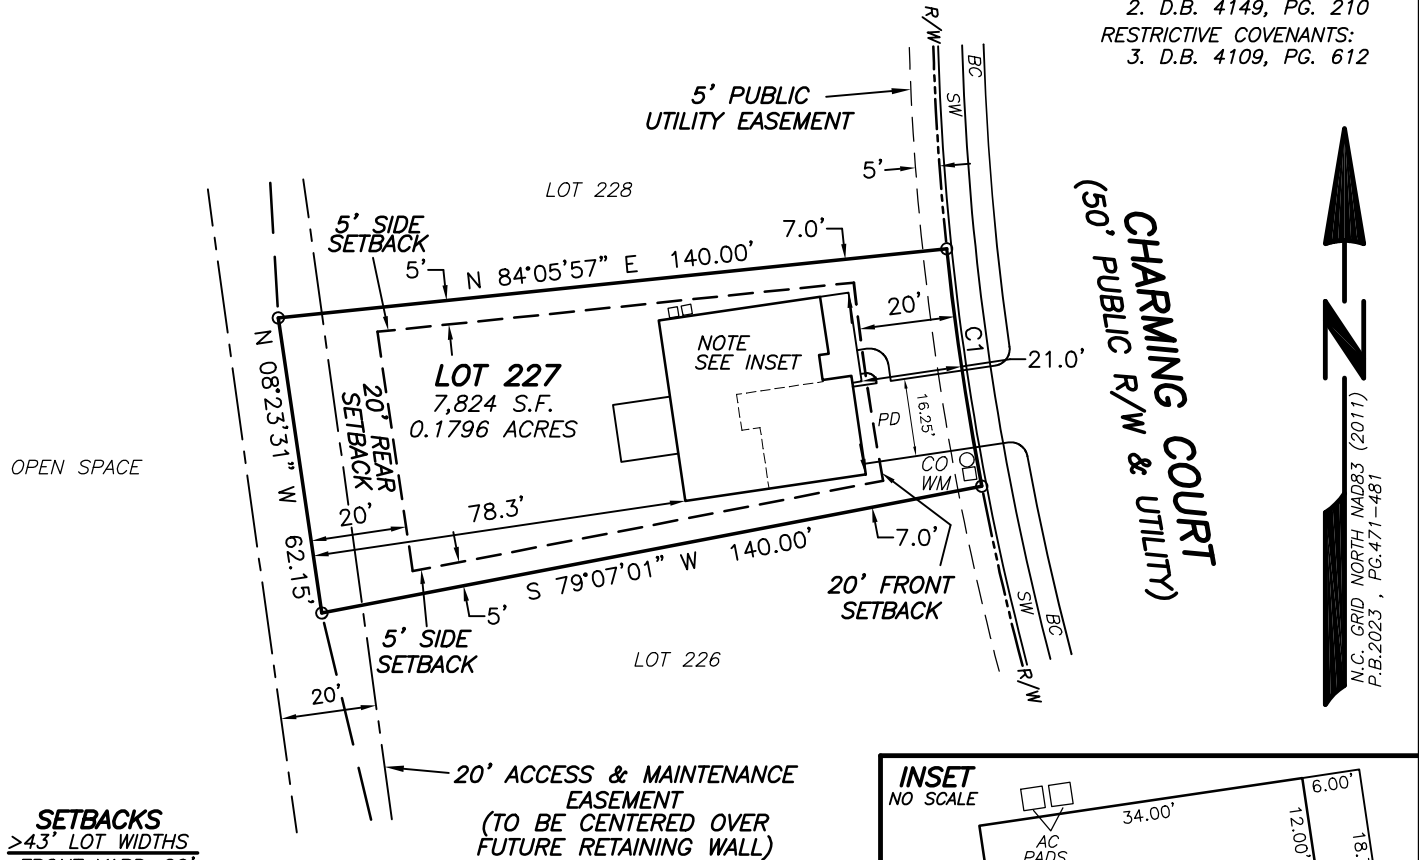 2. D.B. 4149, PG. 210
RESTRICTIVE COVENANTS:
3. D.B. 4109, PG. 612
R/W
BC
SW
5' PUBLIC
UTILITY EASEMENT
5'
LOT 228
CHARMING COURT
(50' PUBLIC R/W & UTILITY)
5' SIDE
SETBACK
5'
N 84°05'57" E 140.00'
7.0'
20'
C1
21.0'
NOTE
SEE INSET
LOT 227
7,824 S.F.
0.1796 ACRES
N 08°23'31" W 62.15'
20' REAR
SETBACK
OPEN SPACE
PD
16.25'
CO
WM
N
N.C. GRID NORTH NAD83 (2011)
P.B.2023 , PG.471-481
20'
78.3'
S 79°07'01" W 140.00'
7.0'
5'
20' FRONT
SETBACK
5' SIDE
SETBACK
LOT 226
SW
BC
R/W
20'
20' ACCESS & MAINTENANCE
EASEMENT
(TO BE CENTERED OVER
FUTURE RETAINING WALL)
SETBACKS
>43' LOT WIDTHS
INSET
NO SCALE
34.00'
6.00'
12.00'
AC
PADS